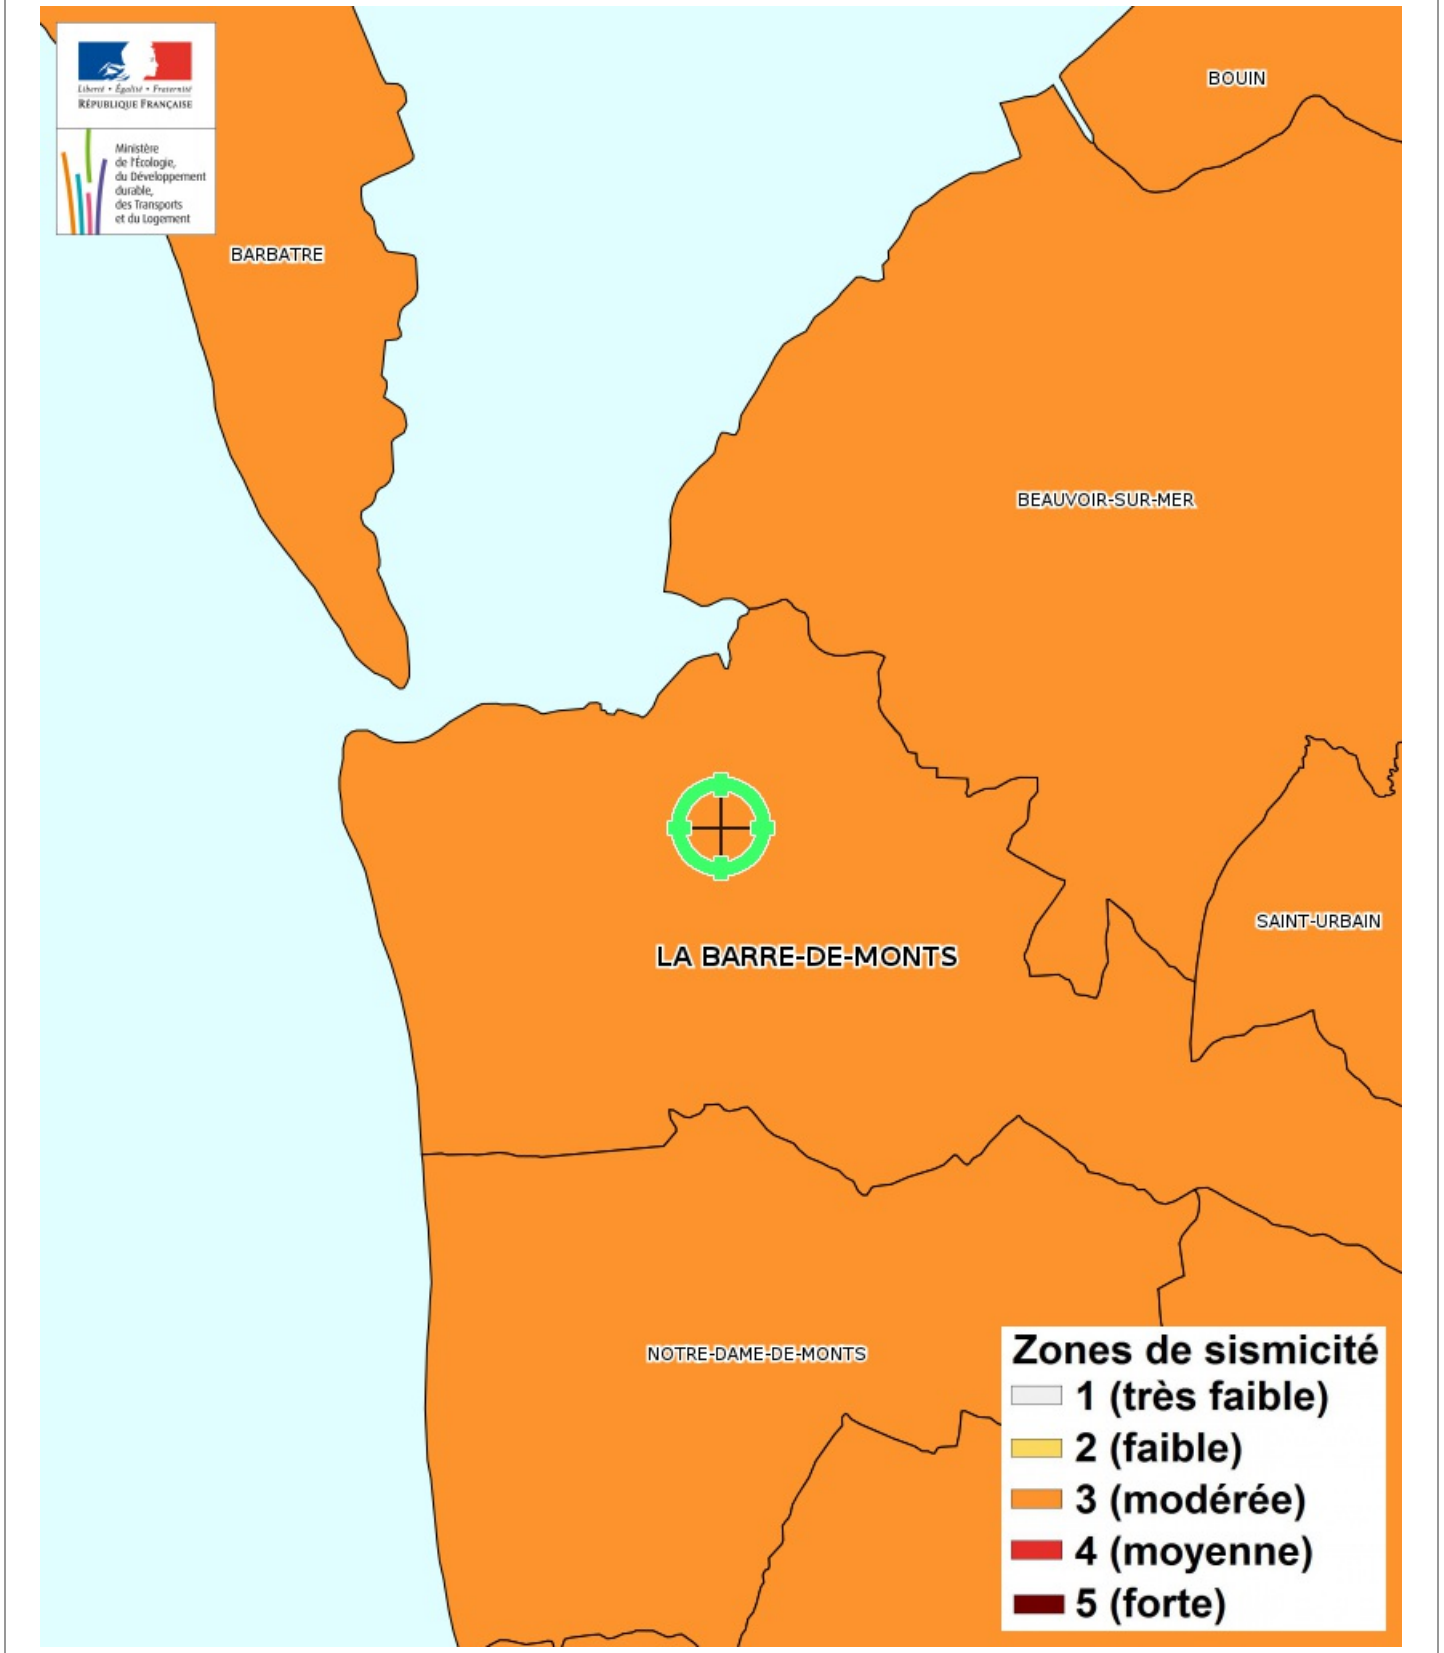 Liberté • Égalité • Fraternité
RÉPUBLIQUE FRANÇAISE
Ministère
de l'Écologie,
du Développement
durable,
des Transports
et du Logement
BOUIN
BARBATRE
BEAUVOIR-SUR-MER
SAINT-URBAIN
LA BARRE-DE-MONTS
NOTRE-DAME-DE-MONTS
Zones de sismicité
1 (très faible)
2 (faible)
3 (modérée)
4 (moyenne)
5 (forte)